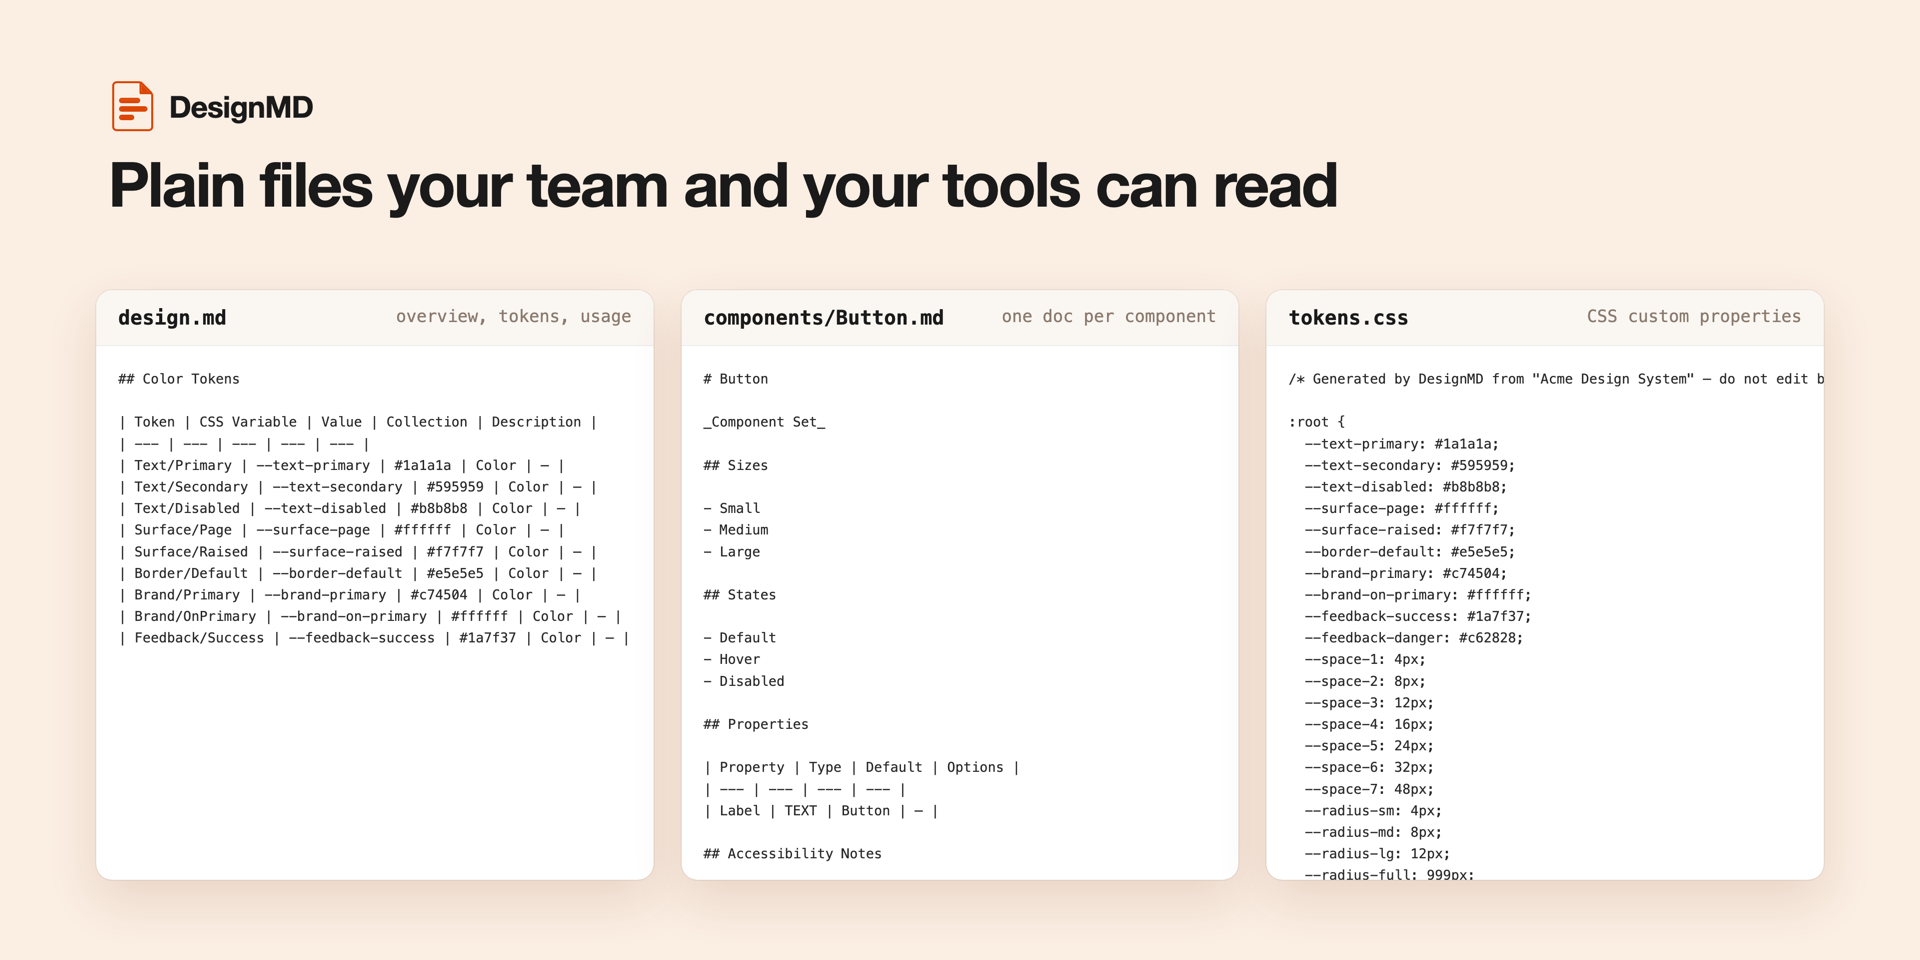 DesignMD
Plain files your team and your tools can read
design.md
overview, tokens, usage
## Color Tokens
| Token | CSS Variable | Value | Collection | Description |
| --- | --- | --- | --- | --- |
| Text/Primary | --text-primary | #1a1a1a | Color | — |
| Text/Secondary | --text-secondary | #595959 | Color | — |
| Text/Disabled | --text-disabled | #b8b8b8 | Color | — |
| Surface/Page | --surface-page | #ffffff | Color | — |
| Surface/Raised | --surface-raised | #f7f7f7 | Color | — |
| Border/Default | --border-default | #e5e5e5 | Color | — |
| Brand/Primary | --brand-primary | #c74504 | Color | — |
| Brand/OnPrimary | --brand-on-primary | #ffffff | Color | — |
| Feedback/Success | --feedback-success | #1a7f37 | Color | — |
components/Button.md
one doc per component
# Button
_Component Set_
## Sizes
- Small
- Medium
- Large
## States
- Default
- Hover
- Disabled
## Properties
| Property | Type | Default | Options |
| --- | --- | --- | --- |
| Label | TEXT | Button | — |
## Accessibility Notes
tokens.css
CSS custom properties
/* Generated by DesignMD from "Acme Design System" — do not edit b
:root {
--text-primary: #1a1a1a;
--text-secondary: #595959;
--text-disabled: #b8b8b8;
--surface-page: #ffffff;
--surface-raised: #f7f7f7;
--border-default: #e5e5e5;
--brand-primary: #c74504;
--brand-on-primary: #ffffff;
--feedback-success: #1a7f37;
--feedback-danger: #c62828;
--space-1: 4px;
--space-2: 8px;
--space-3: 12px;
--space-4: 16px;
--space-5: 24px;
--space-6: 32px;
--space-7: 48px;
--radius-sm: 4px;
--radius-md: 8px;
--radius-lg: 12px;
--radius-full: 999px;